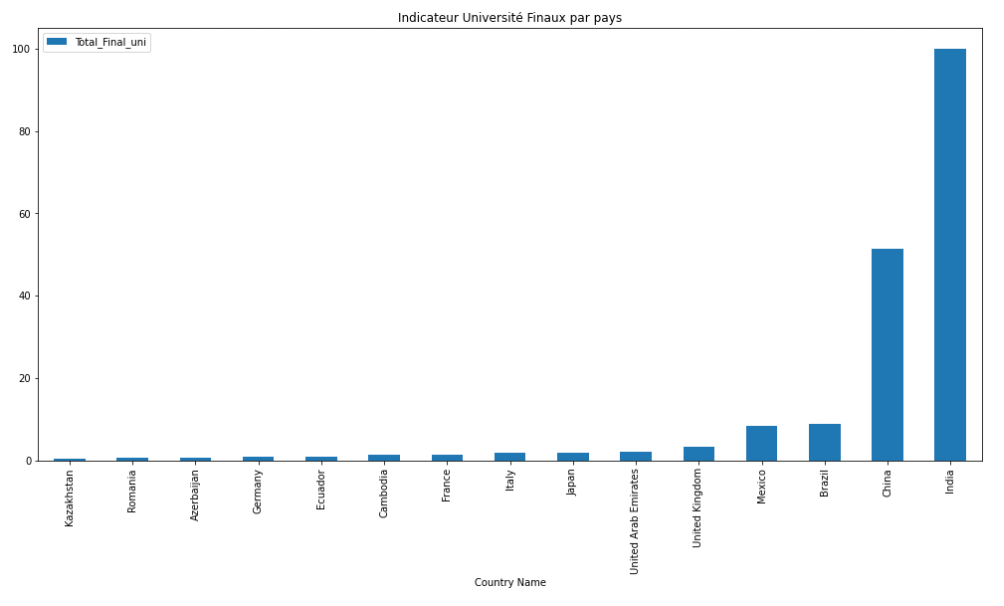 Indicateur Université Finaux par pays
Total_Final_uni
100
80
60
40
20
0
Kazakhstan
Romania
Azerbaijan
Germany
Ecuador
Cambodia
France
Italy
Japan
United Arab Emirates
United Kingdom
Mexico
Brazil
China
India
Country Name